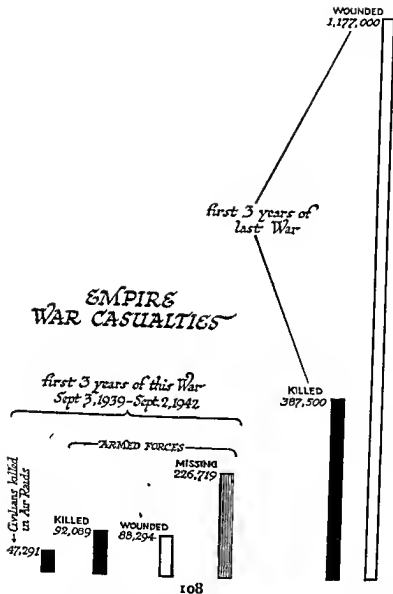 WOUNDED
1,177,000
first 3 years of
last War
EMPIRE
WAR CASUALTIES
first 3 years of this War
Sept 3, 1939-Sept. 2, 1942
ARMED FORCES
KILLED
387,500
MISSING
226,719
←Civilians killed
in Air Raids
47,291
KILLED
92,089
WOUNDED
88,294
108